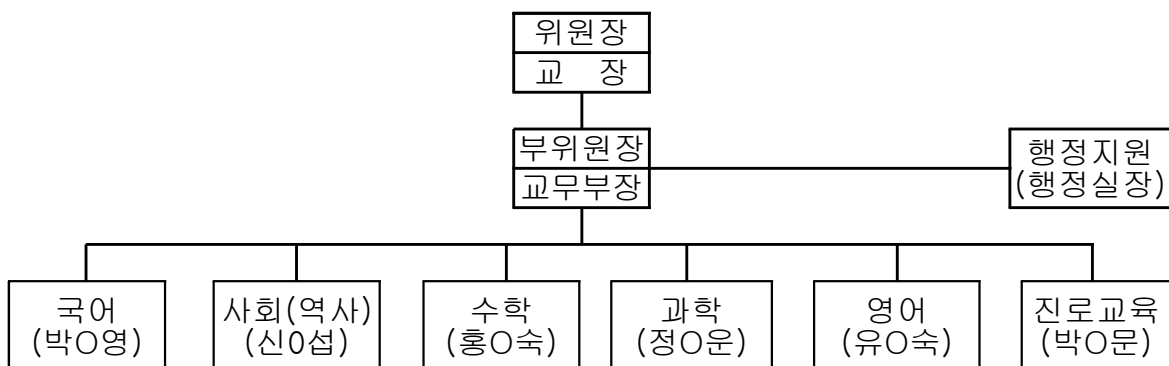 위원장
교 장
부위원장
교무부장
행정지원
(행정실장)
국어
(박O영)
사회(역사)
(신0섭)
수학
(홍O숙)
과학
(정O운)
영어
(유O숙)
진로교육
(박O문)